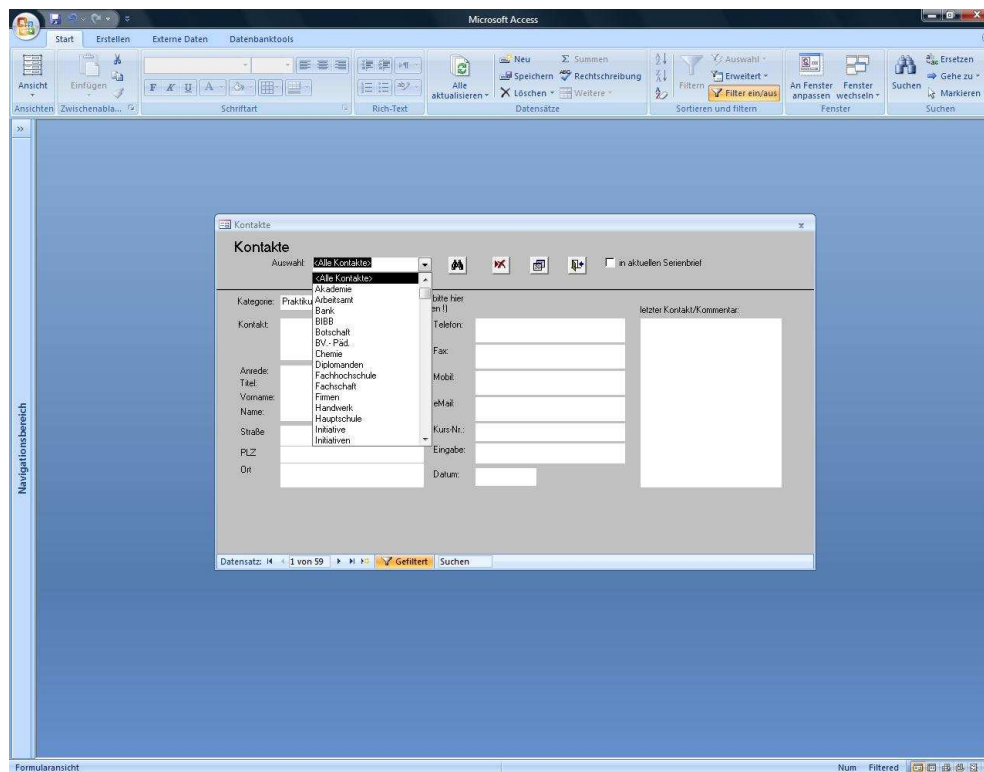 Microsoft Access
Start Erstellen Externe Daten Datenbanktools
Ansicht
Einfügen
F K U A
Alle
aktualisieren
Neu
Speichern
Löschen
Σ Summen
Rechtschreibung
Weitere
Filtern
Auswahl
Erweitert
Filter ein/aus
An Fenster
anpassen
Fenster
wechseln
Suchen
Ersetzen
Gehe zu
Markieren
Ansichten Zwischenabla... Schriftart Rich-Text Datensätze Sortieren und filtern Fenster Suchen
Kontakte
Kontakte
Auswahl: <Alle Kontakte>
in aktuellen Serienbrief
<Alle Kontakte>
Akademie
Arbeitsamt
Bank
BIBB
Botschaft
BV.- Päd.
Chemie
Diplomanden
Fachhochschule
Fachschaft
Firmen
Handwerk
Hauptschule
Initiative
Initiativen
Kategorie: Praktiku
bitte hier
en !)
Kontakt:
Anrede:
Titel:
Vorname:
Name:
Straße
PLZ
Ort
Telefon:
Fax:
Mobil:
eMail:
Kurs-Nr.:
Eingabe:
Datum:
letzter Kontakt/Kommentar:
Datensatz: 1 von 59 Gefiltert Suchen
Navigationsbereich
Formularansicht
Num Filtered